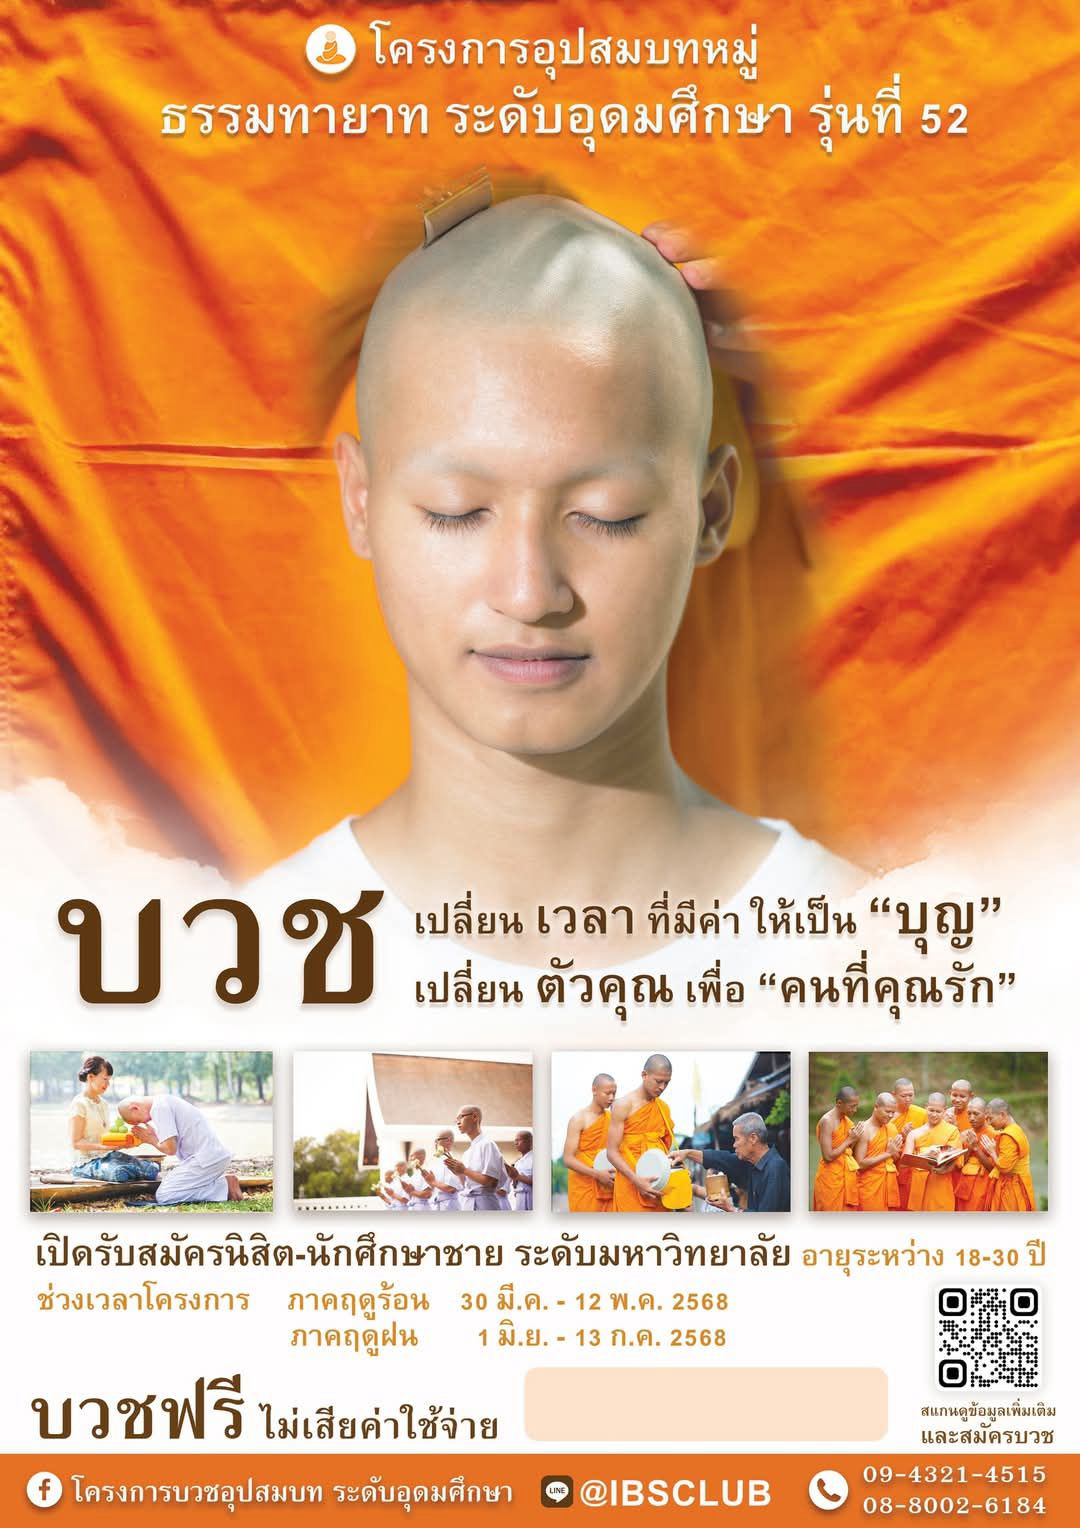 โครงการอุปสมบทหมู่
ธรรมทายาท ระดับอุดมศึกษา รุ่นที่ 52
บวช
เปลี่ยน เวลา ที่มีค่า ให้เป็น “บุญ”
เปลี่ยน ตัวคุณ เพื่อ “คนที่คุณรัก”
เปิดรับสมัครนิสิต-นักศึกษาชาย ระดับมหาวิทยาลัย อายุระหว่าง 18-30 ปี
ช่วงเวลาโครงการ ภาคฤดูร้อน 30 มี.ค. - 12 พ.ค. 2568
ภาคฤดูฝน 1 มิ.ย. - 13 ก.ค. 2568
บวชฟรี ไม่เสียค่าใช้จ่าย
สแกนดูข้อมูลเพิ่มเติม
และสมัครบวช
โครงการบวชอุปสมบท ระดับอุดมศึกษา
LINE @IBSCLUB
09-4321-4515
08-8002-6184